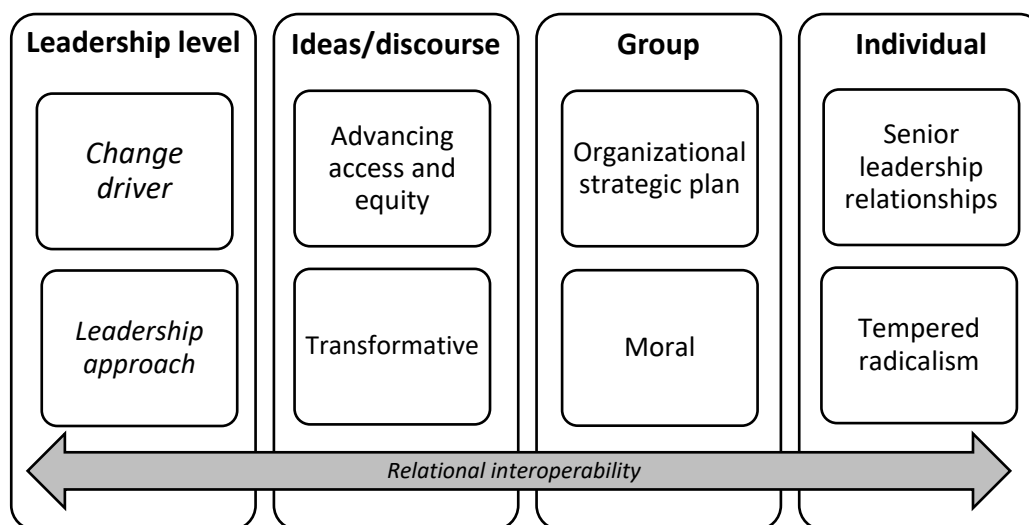 Leadership level
Change
driver
Leadership
approach
Ideas/discourse
Advancing
access and
equity
Transformative
Group
Organizational
strategic plan
Moral
Individual
Senior
leadership
relationships
Tempered
radicalism
Relational interoperability